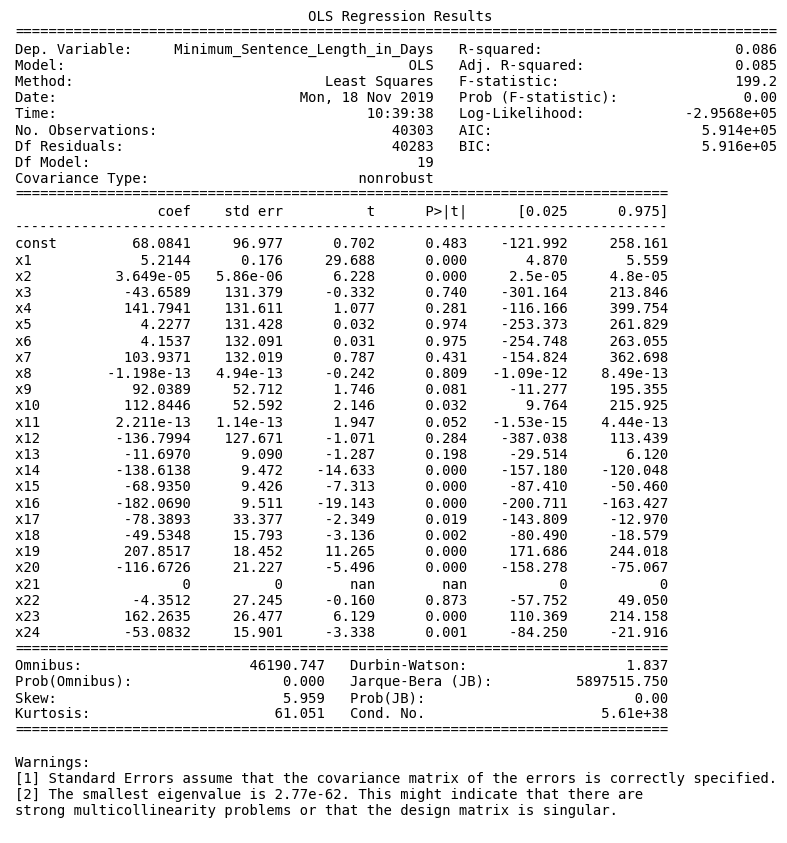 OLS Regression Results
==============================================================================
Dep. Variable: Minimum_Sentence_Length_in_Days R-squared: 0.086
Model: OLS Adj. R-squared: 0.085
Method: Least Squares F-statistic: 199.2
Date: Mon, 18 Nov 2019 Prob (F-statistic): 0.00
Time: 10:39:38 Log-Likelihood: -2.9568e+05
No. Observations: 40303 AIC: 5.914e+05
Df Residuals: 40283 BIC: 5.916e+05
Df Model: 19
Covariance Type: nonrobust
==============================================================================
coef std err t P>|t| [0.025 0.975]
------------------------------------------------------------------------------
const 68.0841 96.977 0.702 0.483 -121.992 258.161
x1 5.2144 0.176 29.688 0.000 4.870 5.559
x2 3.649e-05 5.86e-06 6.228 0.000 2.5e-05 4.8e-05
x3 -43.6589 131.379 -0.332 0.740 -301.164 213.846
x4 141.7941 131.611 1.077 0.281 -116.166 399.754
x5 4.2277 131.428 0.032 0.974 -253.373 261.829
x6 4.1537 132.091 0.031 0.975 -254.748 263.055
x7 103.9371 132.019 0.787 0.431 -154.824 362.698
x8 -1.198e-13 4.94e-13 -0.242 0.809 -1.09e-12 8.49e-13
x9 92.0389 52.712 1.746 0.081 -11.277 195.355
x10 112.8446 52.592 2.146 0.032 9.764 215.925
x11 2.211e-13 1.14e-13 1.947 0.052 -1.53e-15 4.44e-13
x12 -136.7994 127.671 -1.071 0.284 -387.038 113.439
x13 -11.6970 9.090 -1.287 0.198 -29.514 6.120
x14 -138.6138 9.472 -14.633 0.000 -157.180 -120.048
x15 -68.9350 9.426 -7.313 0.000 -87.410 -50.460
x16 -182.0690 9.511 -19.143 0.000 -200.711 -163.427
x17 -78.3893 33.377 -2.349 0.019 -143.809 -12.970
x18 -49.5348 15.793 -3.136 0.002 -80.490 -18.579
x19 207.8517 18.452 11.265 0.000 171.686 244.018
x20 -116.6726 21.227 -5.496 0.000 -158.278 -75.067
x21 0 0 nan nan 0 0
x22 -4.3512 27.245 -0.160 0.873 -57.752 49.050
x23 162.2635 26.477 6.129 0.000 110.369 214.158
x24 -53.0832 15.901 -3.338 0.001 -84.250 -21.916
==============================================================================
Omnibus: 46190.747 Durbin-Watson: 1.837
Prob(Omnibus): 0.000 Jarque-Bera (JB): 5897515.750
Skew: 5.959 Prob(JB): 0.00
Kurtosis: 61.051 Cond. No. 5.61e+38
==============================================================================
Warnings:
[1] Standard Errors assume that the covariance matrix of the errors is correctly specified.
[2] The smallest eigenvalue is 2.77e-62. This might indicate that there are
strong multicollinearity problems or that the design matrix is singular.